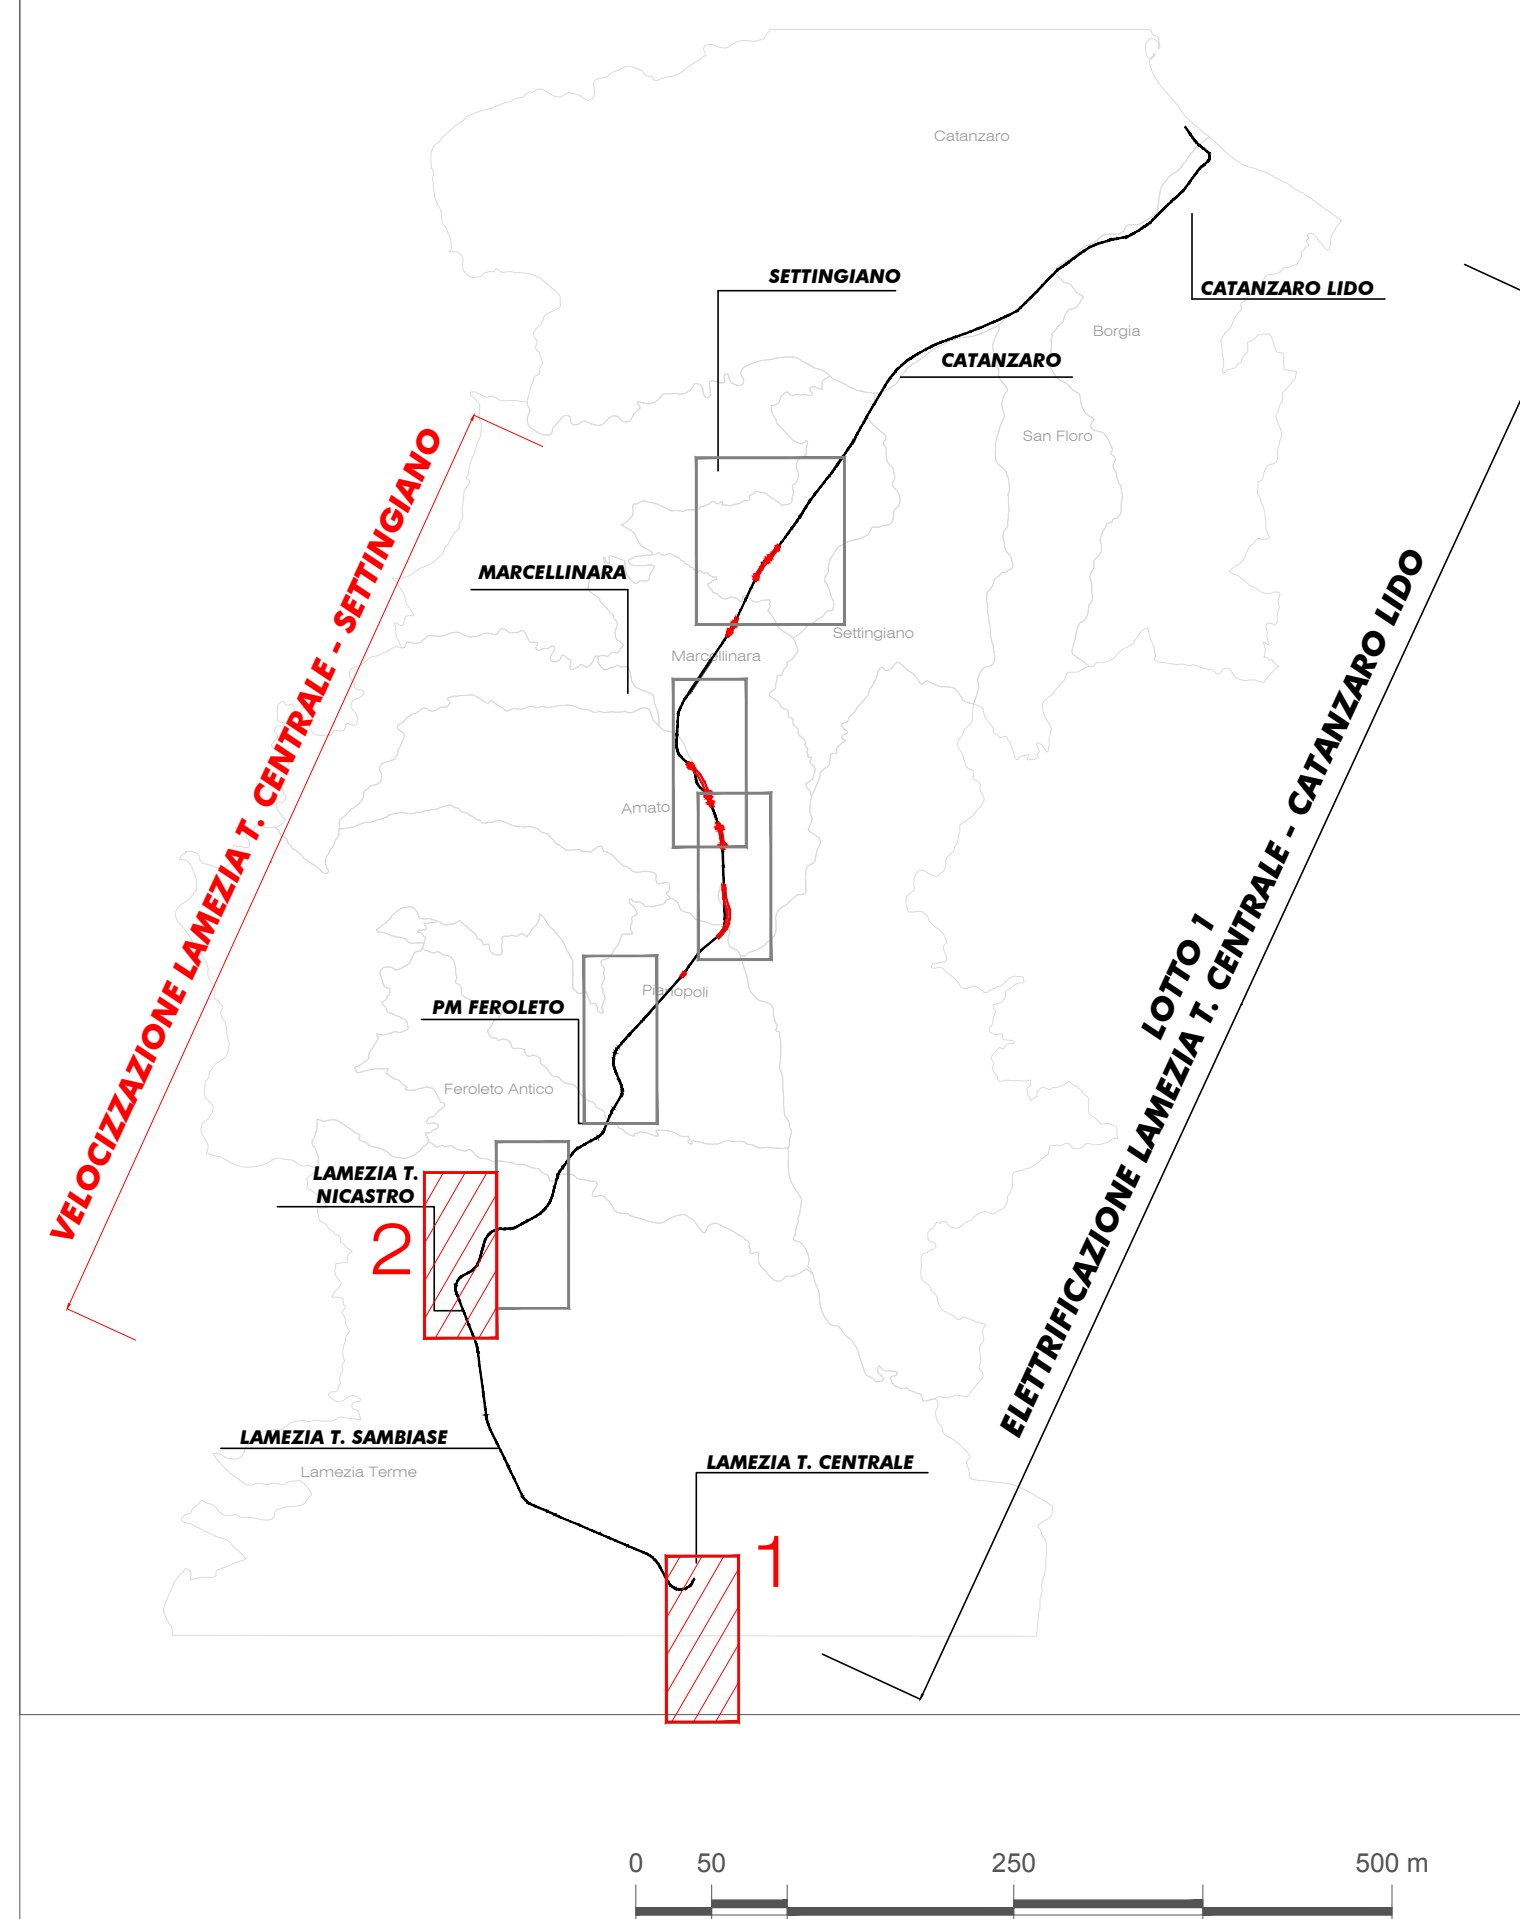 Catanzaro
SETTINGIANO
CATANZARO LIDO
Borgia
CATANZARO
San Floro
MARCELLINARA
Settingiano
Marcellinara
VELOCIZZAZIONE LAMEZIA T. CENTRALE - SETTINGIANO
LOTTO 1
ELETTRIFICAZIONE LAMEZIA T. CENTRALE - CATANZARO LIDO
Amato
Pianopoli
PM FEROLETO
Feroleto Antico
LAMEZIA T.
NICASTRO
2
LAMEZIA T. SAMBIASE
LAMEZIA T. CENTRALE
Lamezia Terme
1
0 50 250 500 m